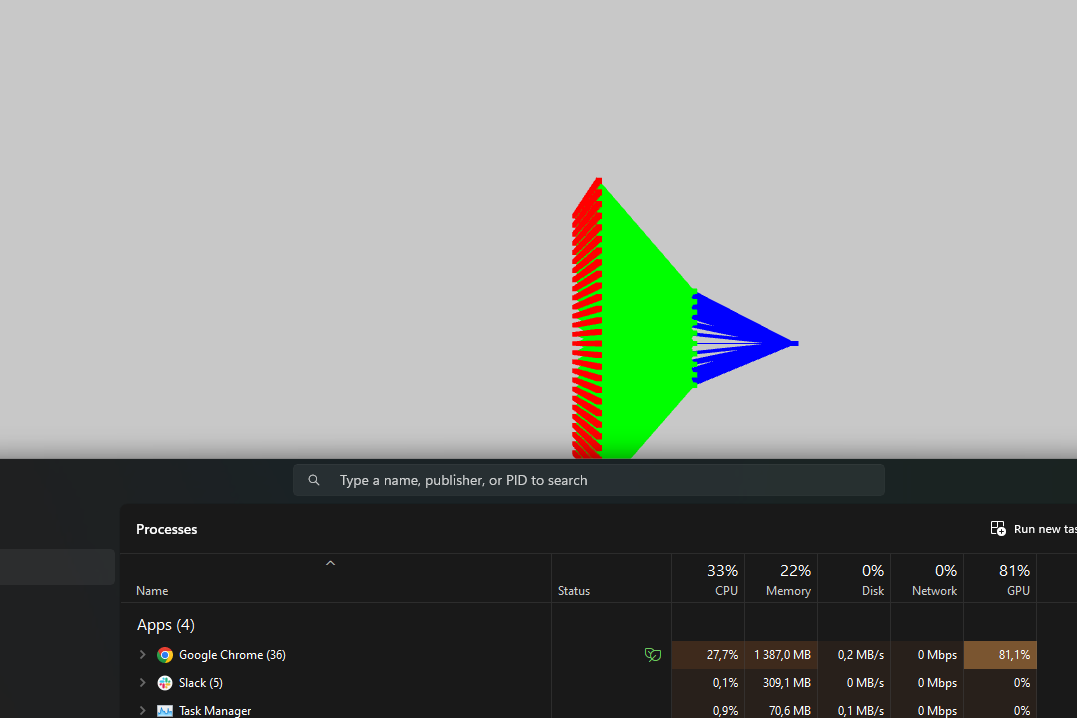 Type a name, publisher, or PID to search
Processes
Run new tas
33% 22% 0% 0% 81%
Name Status CPU Memory Disk Network GPU
Apps (4)
Google Chrome (36) 27,7% 1 387,0 MB 0,2 MB/s 0 Mbps 81,1%
Slack (5) 0,1% 309,1 MB 0 MB/s 0 Mbps 0%
Task Manager 0,9% 70,6 MB 0,1 MB/s 0 Mbps 0%